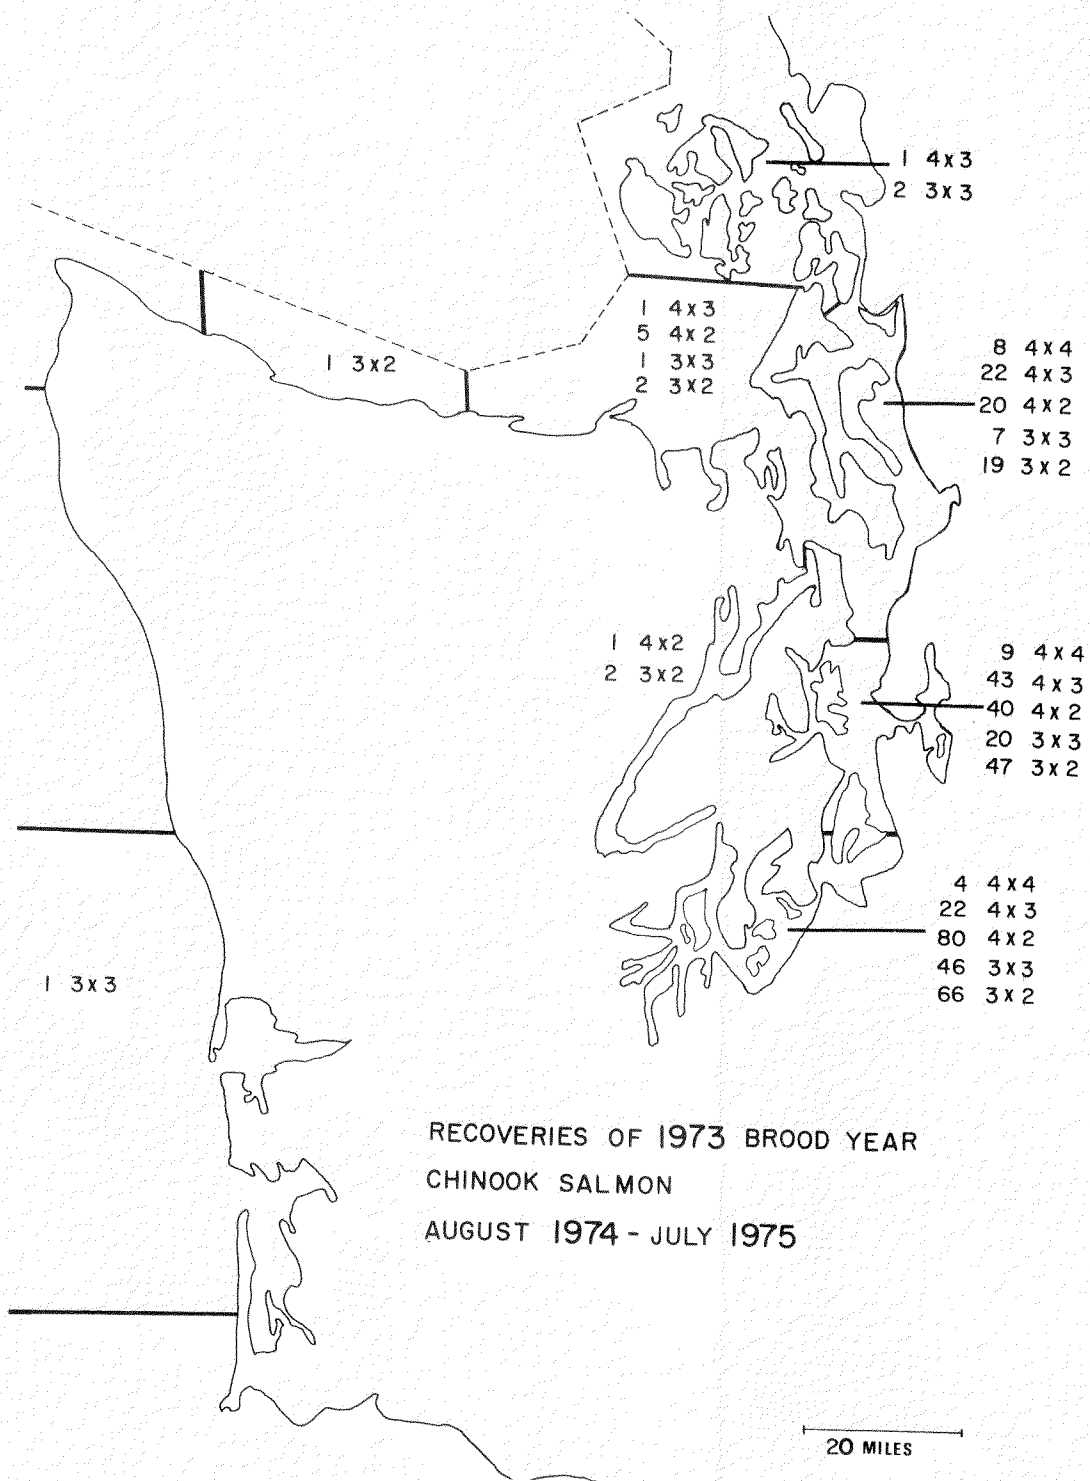 1 4x3
2 3x3
1 4x3
5 4x2
1 3x3
2 3x2
1 3x2
8 4x4
22 4x3
20 4x2
7 3x3
19 3x2
1 4x2
2 3x2
9 4x4
43 4x3
40 4x2
20 3x3
47 3x2
4 4x4
22 4x3
80 4x2
46 3x3
66 3x2
1 3x3
RECOVERIES OF 1973 BROOD YEAR
CHINOOK SALMON
AUGUST 1974 - JULY 1975
20 MILES